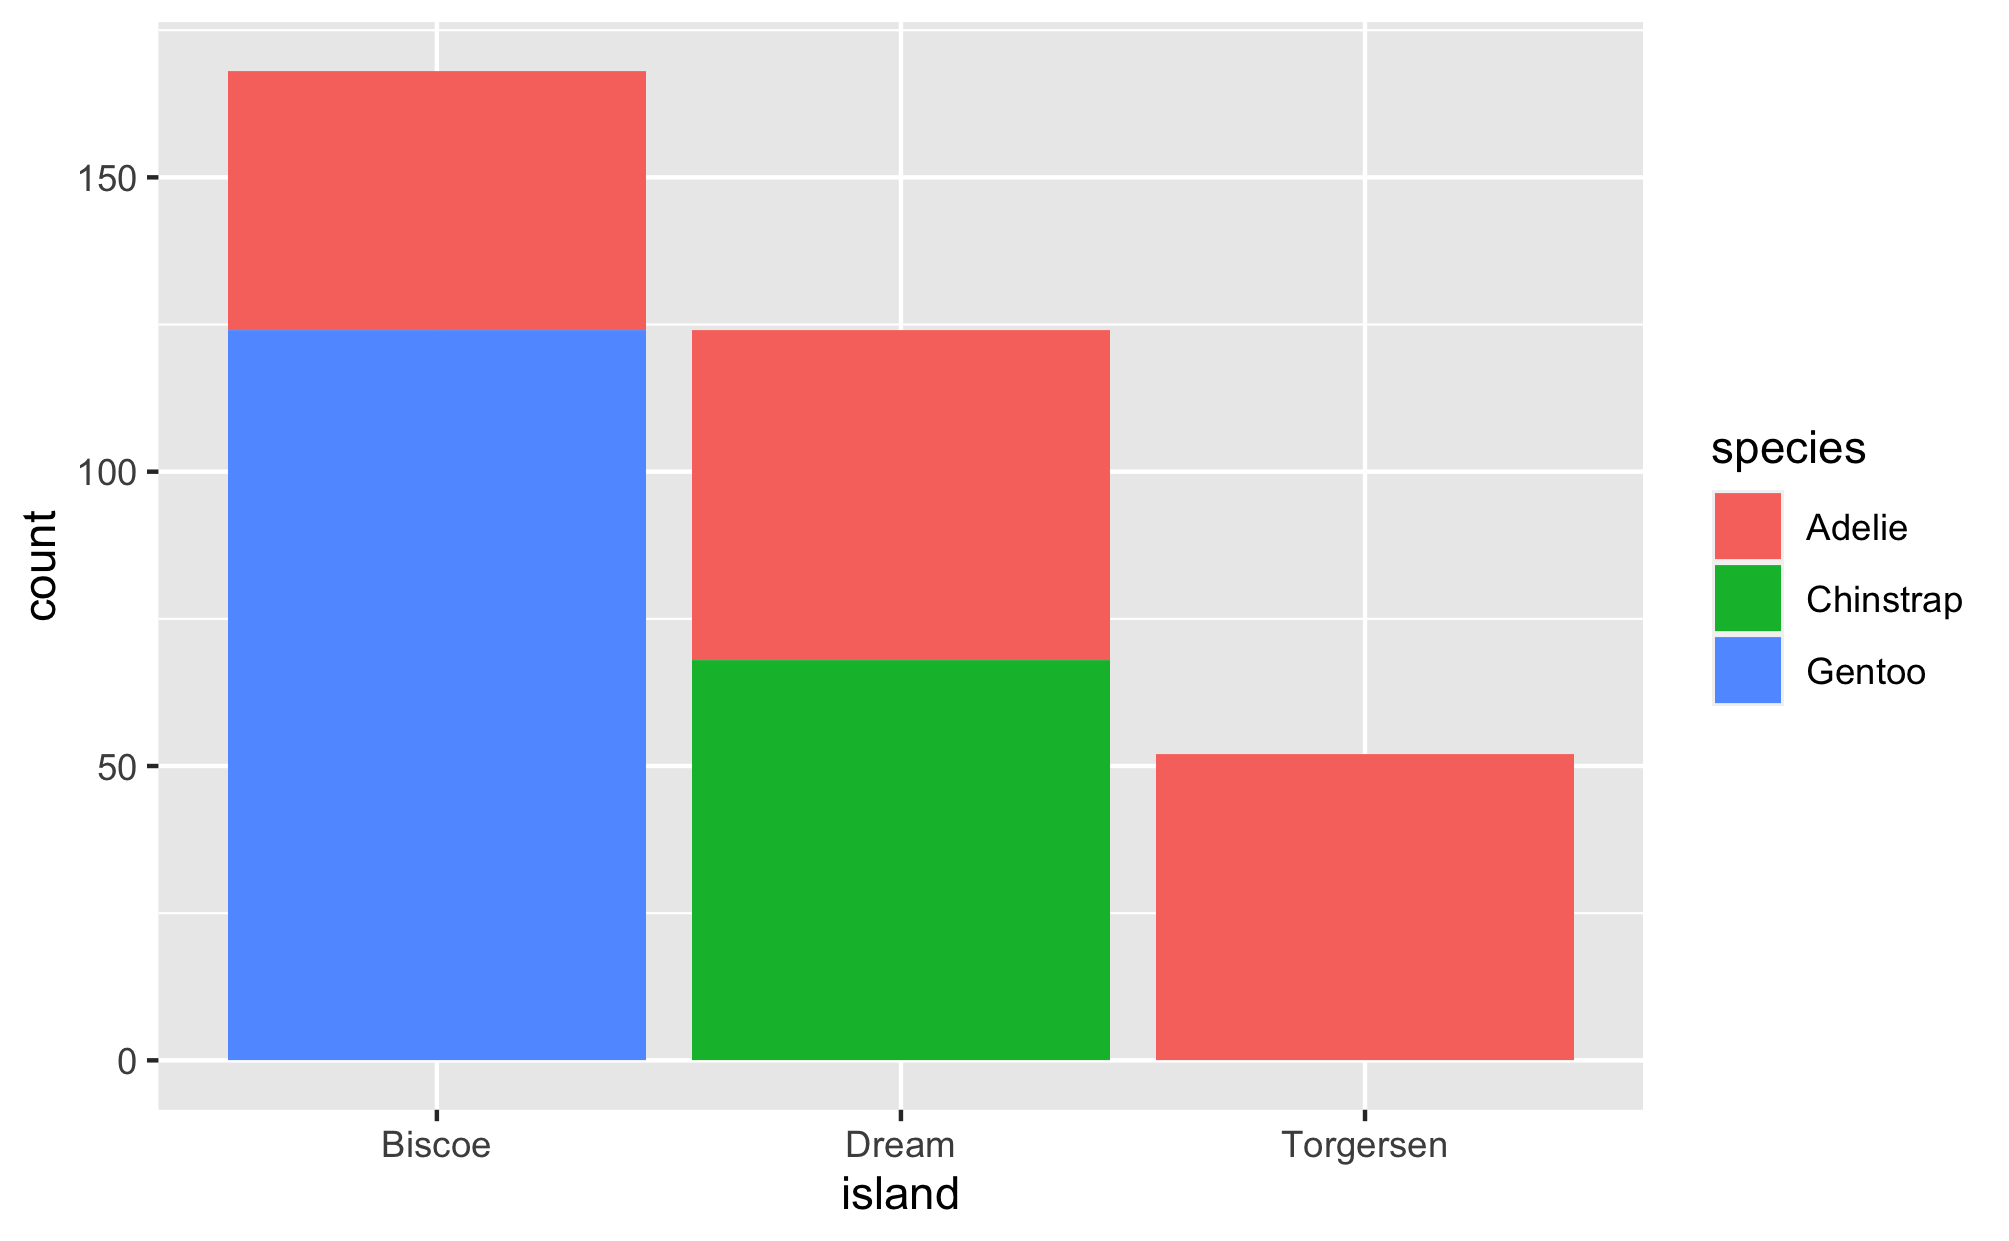 150
100
50
0
count
Biscoe
Dream
Torgersen
island
species
Adelie
Chinstrap
Gentoo